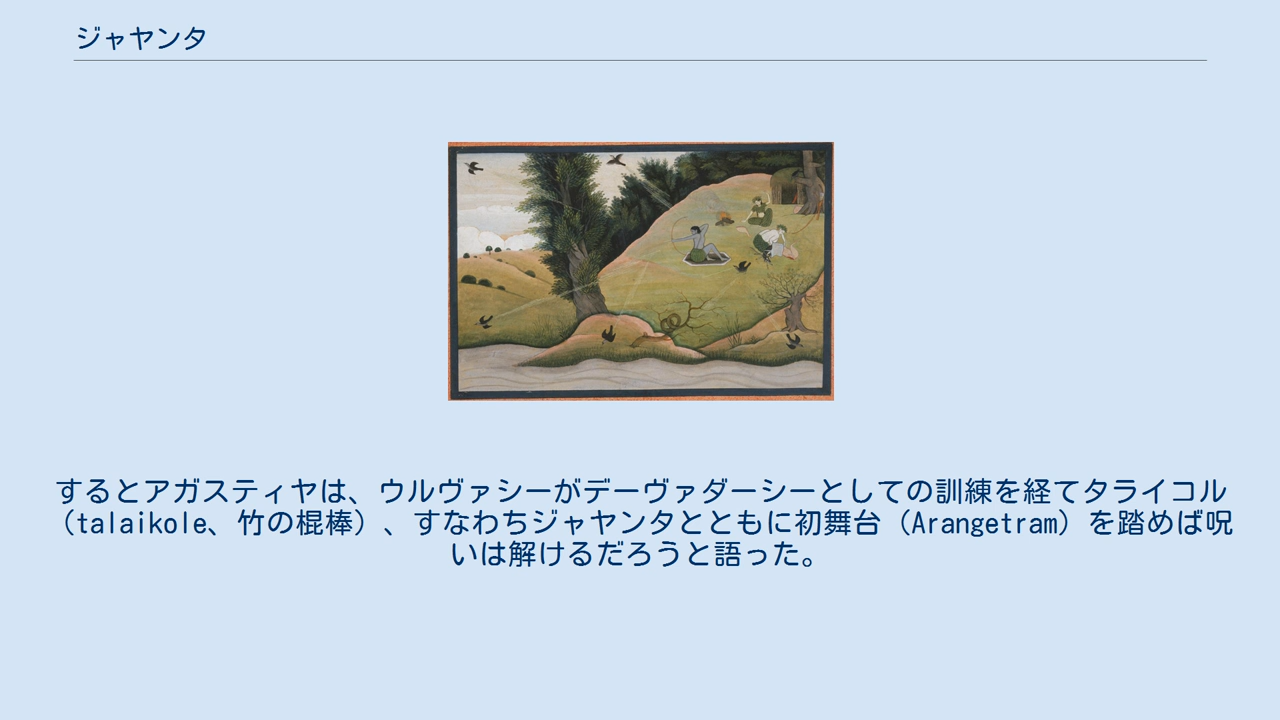 ジャヤンタ
するとアガスティヤは、ウルヴァシーがデーヴァダーシーとしての訓練を経てタライコル
（talaikole、竹の棍棒）、すなわちジャヤンタとともに初舞台（Arangetram）を踏めば呪
いは解けるだろうと語った。